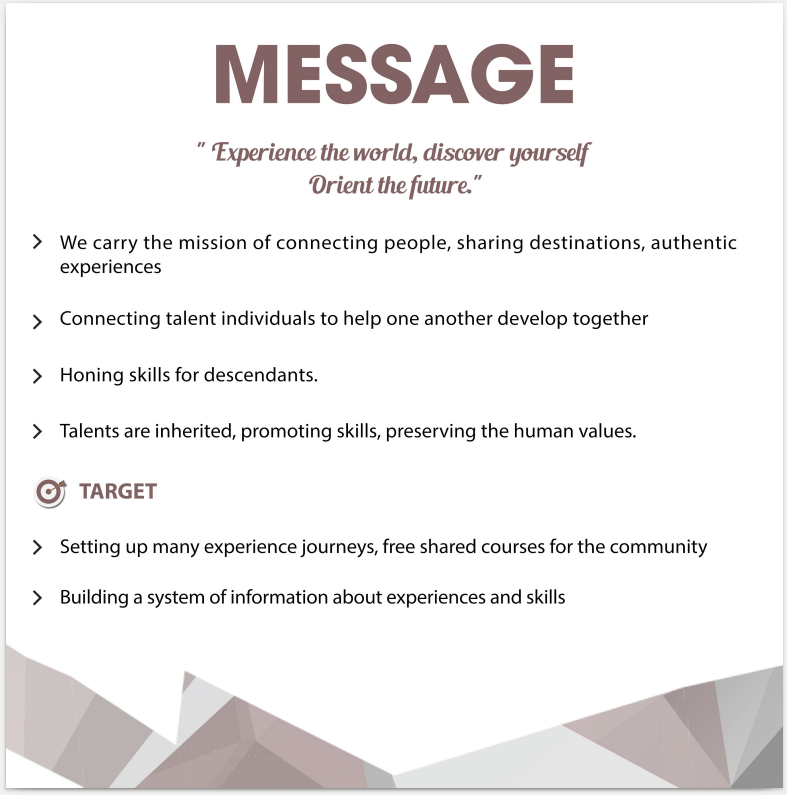 MESSAGE
" Experience the world, discover yourself
Orient the future."
We carry the mission of connecting people, sharing destinations, authentic
experiences
Connecting talent individuals to help one another develop together
Honing skills for descendants.
Talents are inherited, promoting skills, preserving the human values.
TARGET
Setting up many experience journeys, free shared courses for the community
Building a system of information about experiences and skills